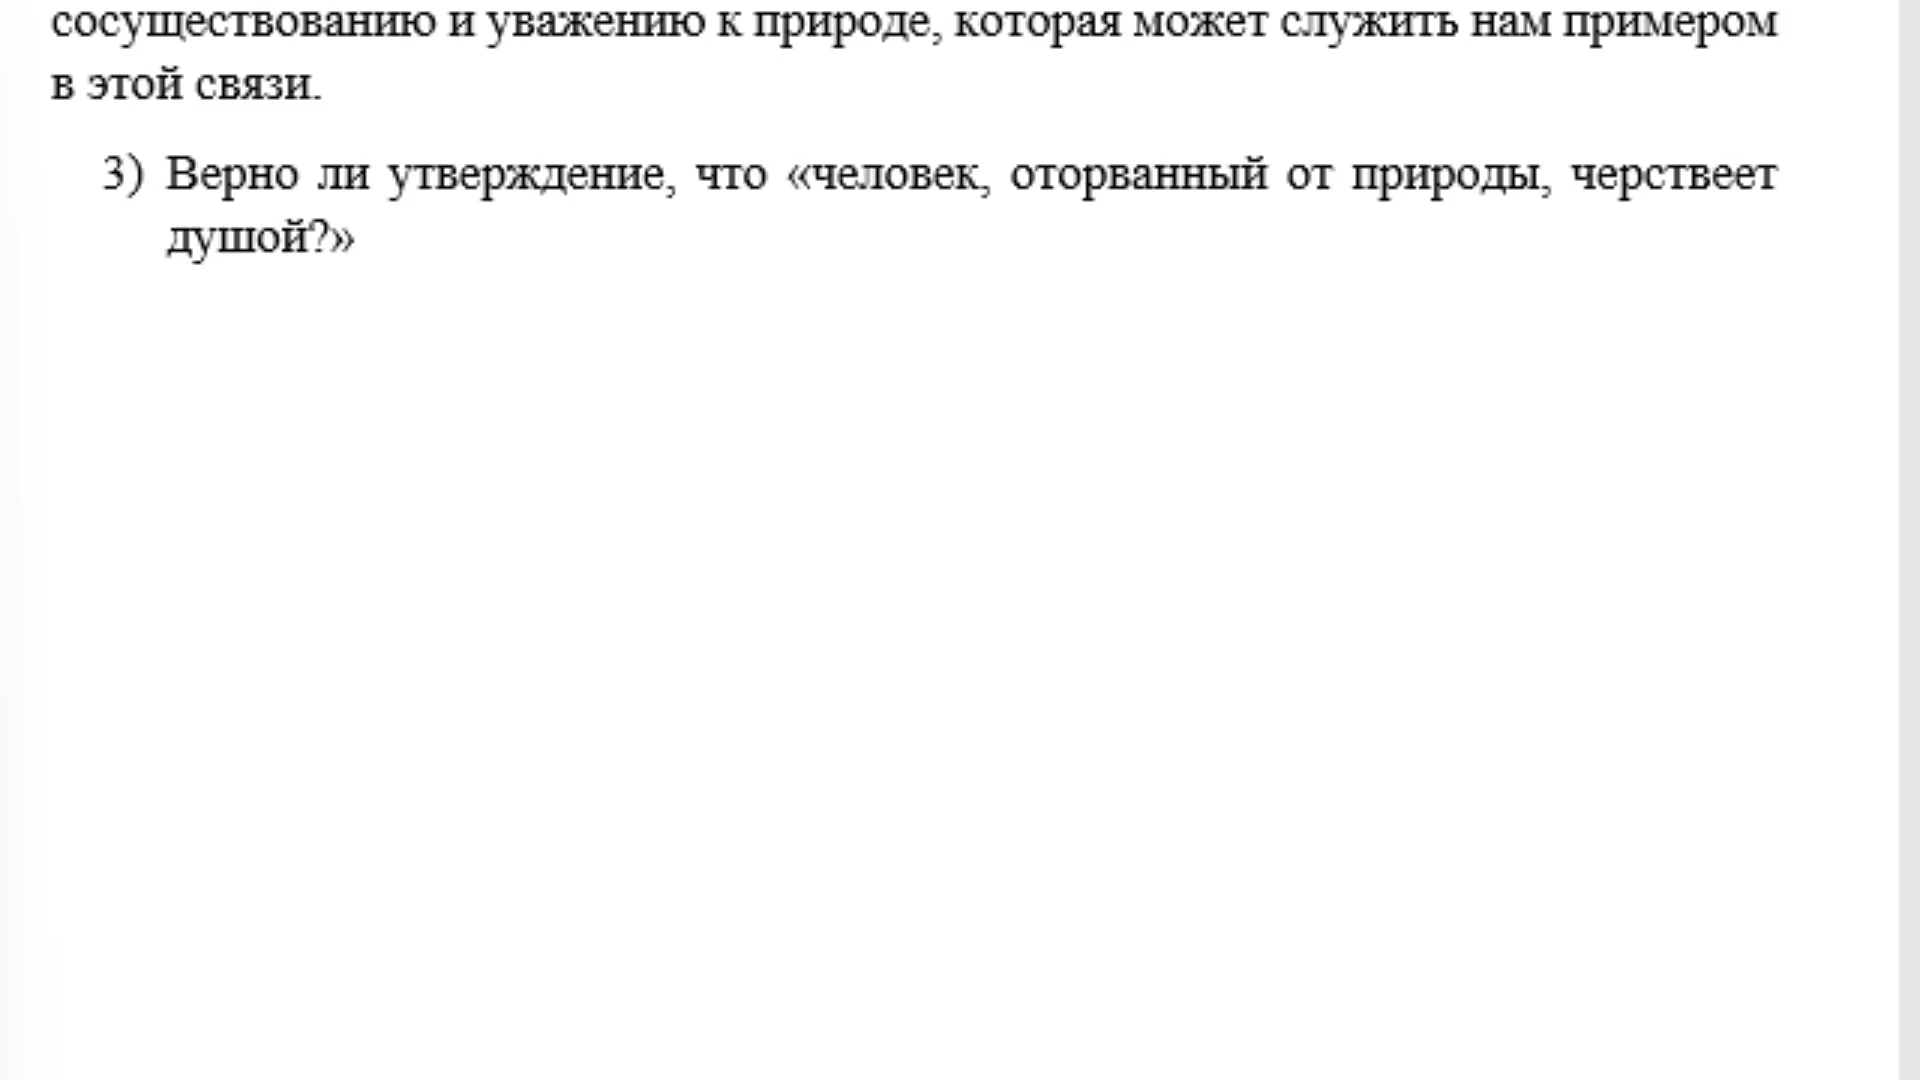 сосуществованию и уважению к природе, которая может служить нам примером
в этой связи.
3) Верно ли утверждение, что «человек, оторванный от природы, черствеет
душой?»